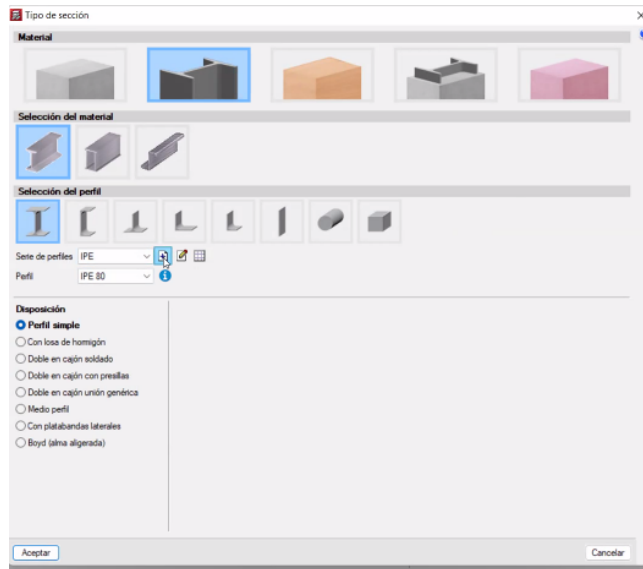 Tipo de sección
Material
Selección del material
Selección del perfil
Serie de perfiles IPE
Perfil IPE 80
Disposición
Perfil simple
Con losa de hormigón
Doble en cajón soldado
Doble en cajón con presillas
Doble en cajón unión genérica
Medio perfil
Con platabandas laterales
Boyd (alma aligerada)
Aceptar Cancelar